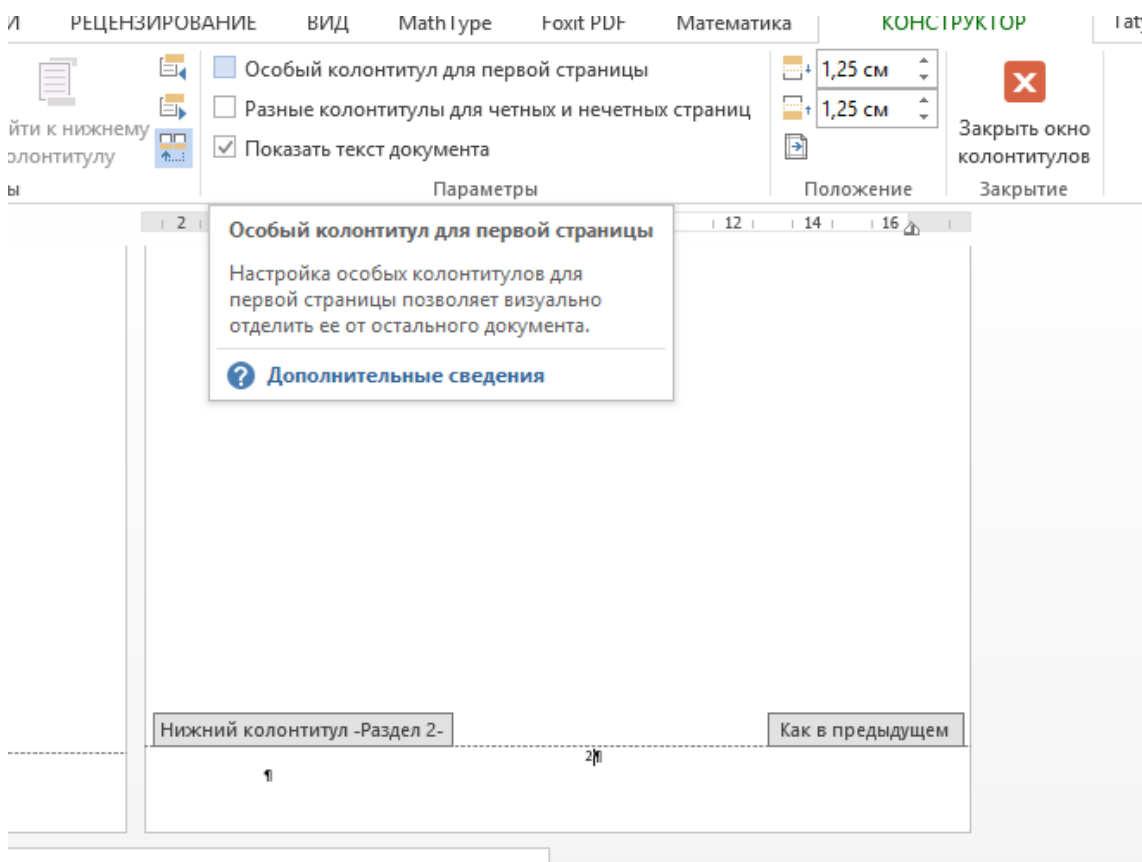 И РЕЦЕНЗИРОВАНИЕ ВИД MathType Foxit PDF Математика КОНСТРУКТОР Taty
Особый колонтитул для первой страницы
Разные колонтитулы для четных и нечетных страниц
Показать текст документа
Параметры
йти к нижнему
олонтитулу
ы
1,25 см
1,25 см
Положение
Закрыть окно
колонтитулов
Закрытие
2 12 14 16
Особый колонтитул для первой страницы
Настройка особых колонтитулов для
первой страницы позволяет визуально
отделить ее от остального документа.
Дополнительные сведения
Нижний колонтитул -Раздел 2-
Как в предыдущем
2¶
¶